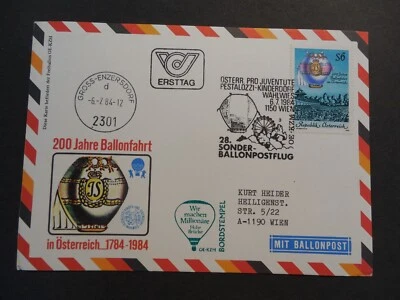 GROSS-ENZERSDORF
d
-6.-7.84-12
2301
ERSTTAG
ÖSTERR. PRO JUVENTUTE
PESTALOZZI-KINDERDORF
WAHLWIES
6.7.1984
1150 WIEN
28.
SONDER-
BALLONPOSTFLUG
S6
Republik Österreich
200 Jahre Ballonfahrt
in Österreich...1784-1984
Wir
machen
Millionäre
BORDSTEMPEL
KURT HEIDER
HEILIGENST.
STR. 5/22
A-1190 WIEN
MIT BALLONPOST